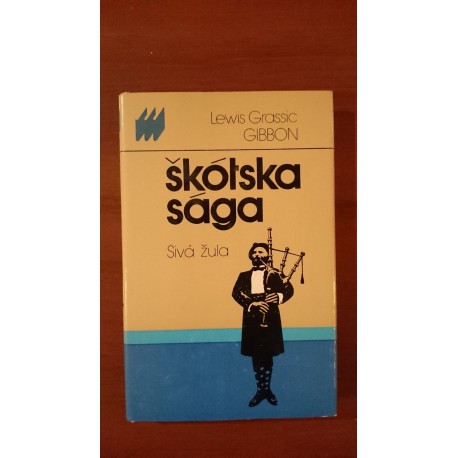 Lewis Grassic
GIBBON
škótska
sága
Sivá žula